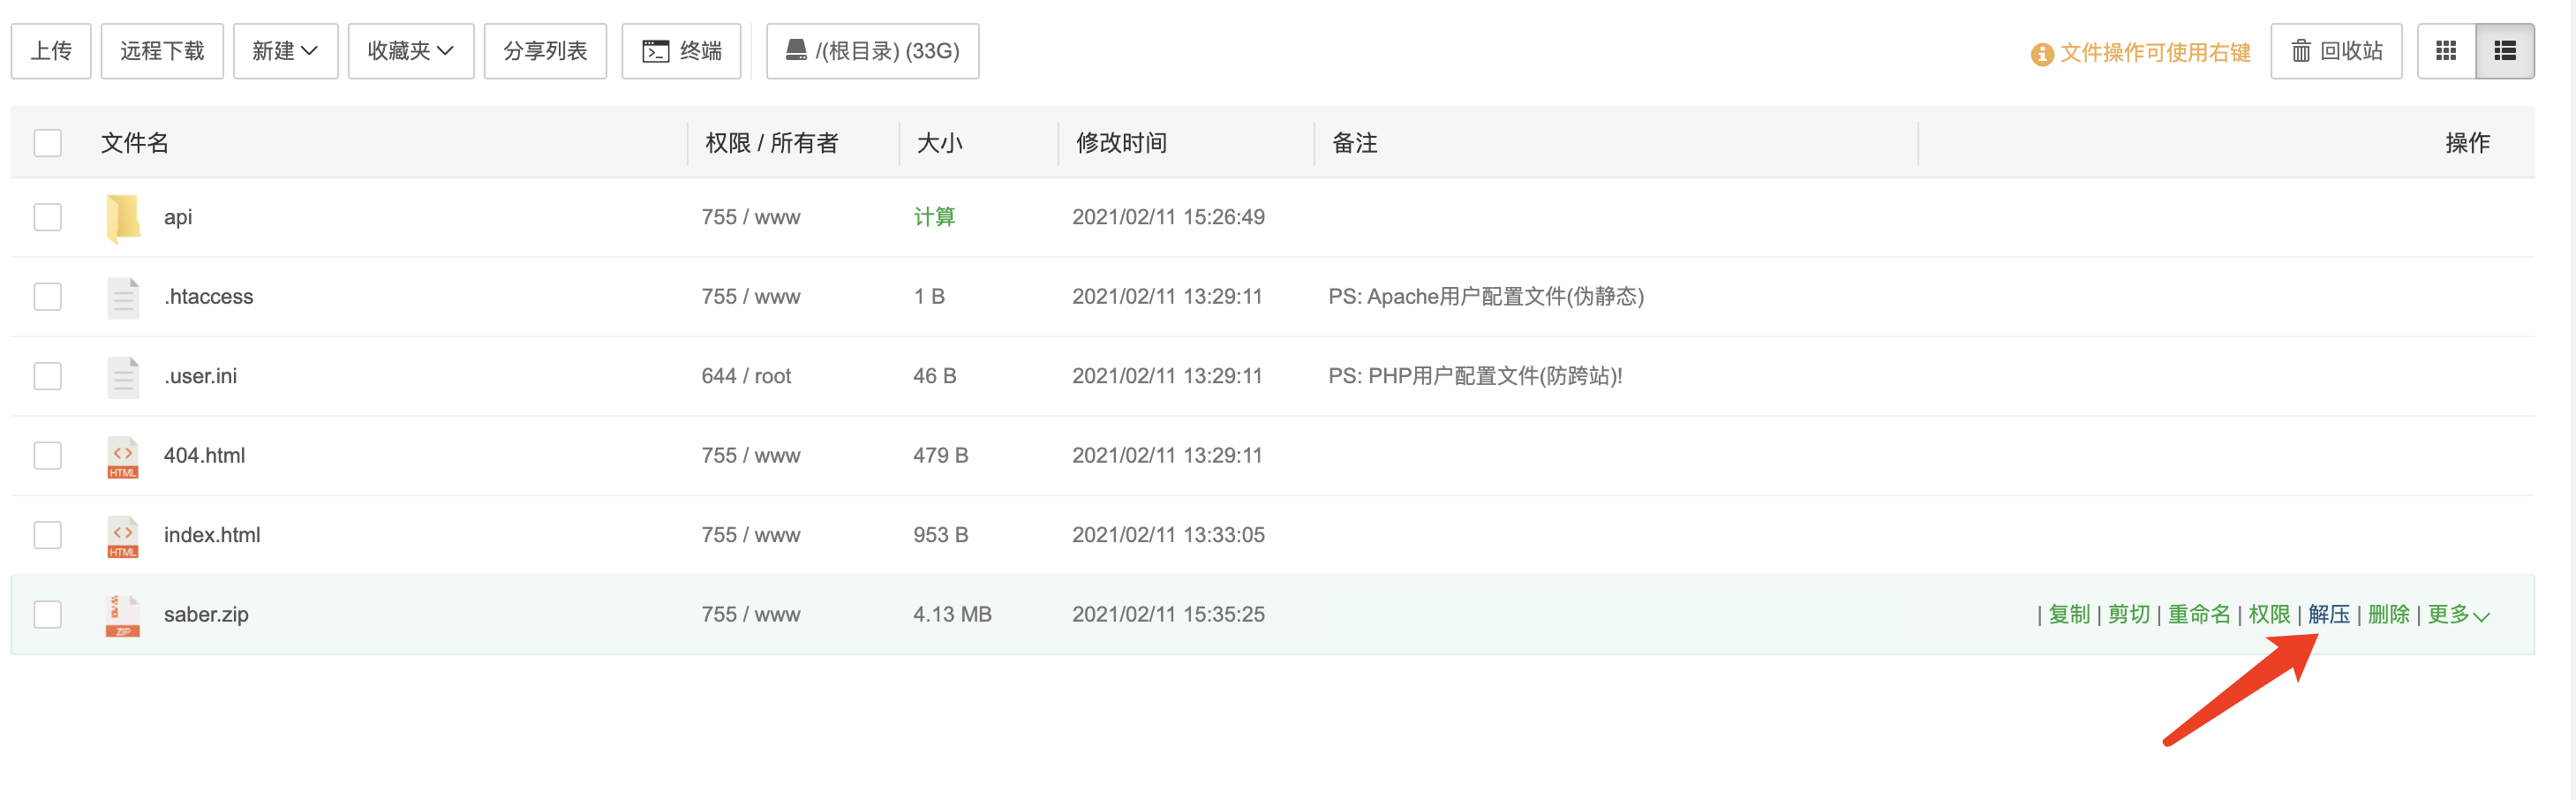 上传 远程下载 新建 收藏夹 分享列表 终端 /(根目录) (33G) 文件操作可使用右键 回收站
文件名 权限 / 所有者 大小 修改时间 备注 操作
api 755 / www 计算 2021/02/11 15:26:49
.htaccess 755 / www 1 B 2021/02/11 13:29:11 PS: Apache用户配置文件(伪静态)
.user.ini 644 / root 46 B 2021/02/11 13:29:11 PS: PHP用户配置文件(防跨站)!
HTML 404.html 755 / www 479 B 2021/02/11 13:29:11
HTML index.html 755 / www 953 B 2021/02/11 13:33:05
ZIP saber.zip 755 / www 4.13 MB 2021/02/11 15:35:25 | 复制 | 剪切 | 重命名 | 权限 | 解压 | 删除 | 更多